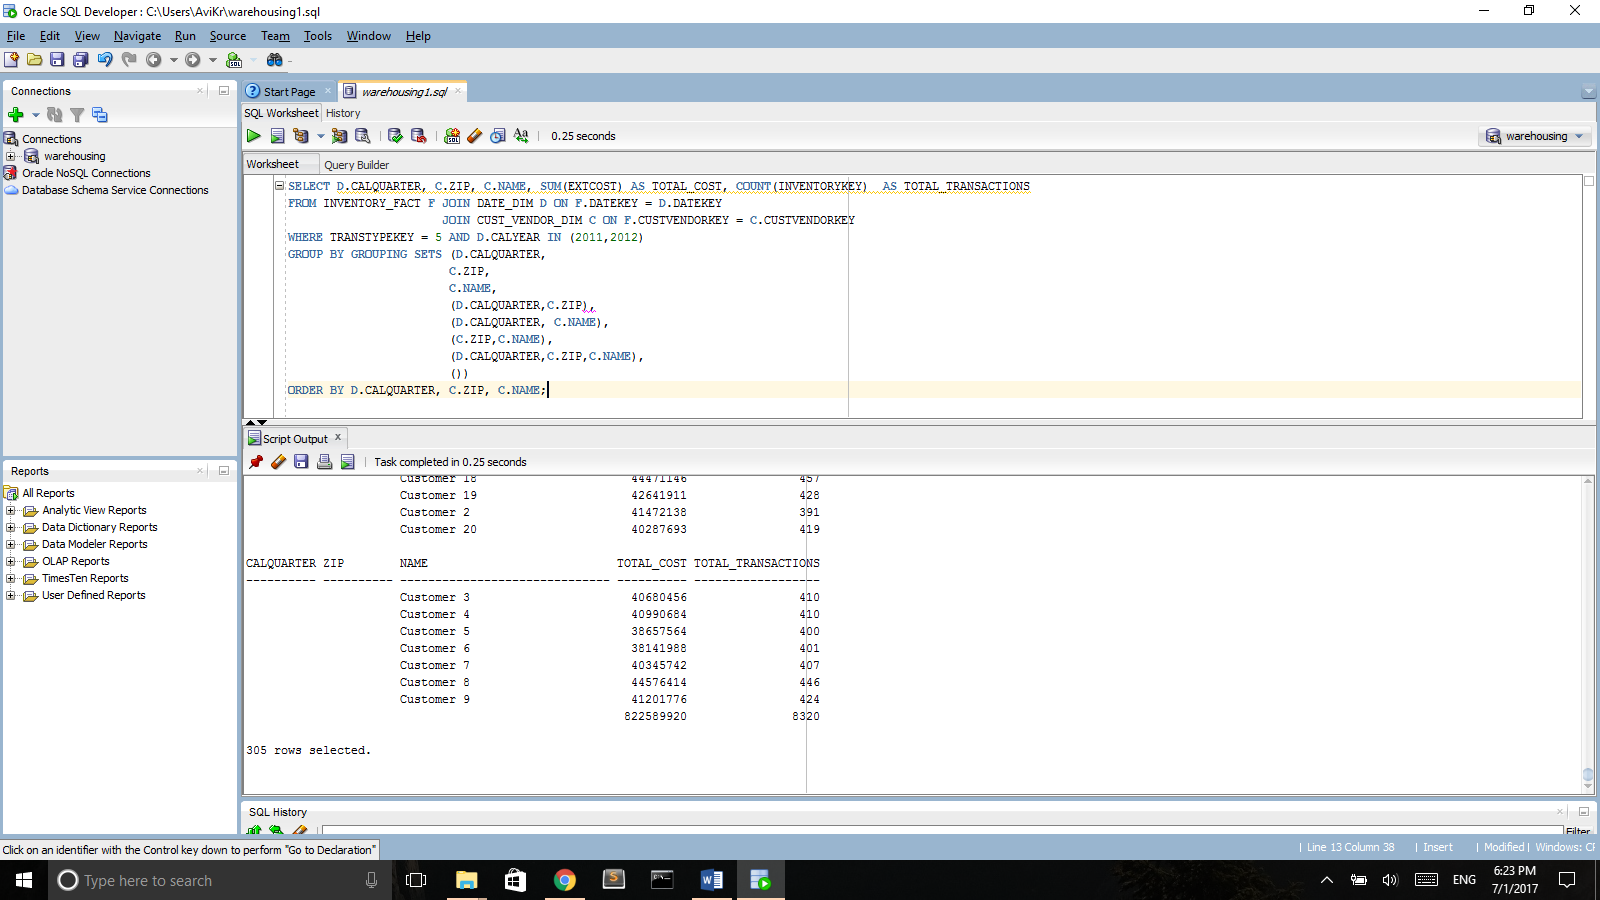 Oracle SQL Developer : C:\Users\AviKr\warehousing1.sql
File Edit View Navigate Run Source Team Tools Window Help
Connections
Connections
warehousing
Oracle NoSQL Connections
Database Schema Service Connections
Reports
All Reports
Analytic View Reports
Data Dictionary Reports
Data Modeler Reports
OLAP Reports
TimesTen Reports
User Defined Reports
Start Page warehousing1.sql
SQL Worksheet History
0.25 seconds
warehousing
Worksheet Query Builder
SELECT D.CALQUARTER, C.ZIP, C.NAME, SUM(EXTCOST) AS TOTAL_COST, COUNT(INVENTORYKEY)  AS TOTAL_TRANSACTIONS
FROM INVENTORY_FACT F JOIN DATE_DIM D ON F.DATEKEY = D.DATEKEY
JOIN CUST_VENDOR_DIM C ON F.CUSTVENDORKEY = C.CUSTVENDORKEY
WHERE TRANSTYPEKEY = 5 AND D.CALYEAR IN (2011,2012)
GROUP BY GROUPING SETS (D.CALQUARTER,
C.ZIP,
C.NAME,
(D.CALQUARTER,C.ZIP),
(D.CALQUARTER, C.NAME),
(C.ZIP,C.NAME),
(D.CALQUARTER,C.ZIP,C.NAME),
())
ORDER BY D.CALQUARTER, C.ZIP, C.NAME;
Script Output
Task completed in 0.25 seconds
Customer 18 44471146 457
Customer 19 42641911 428
Customer 2 41472138 391
Customer 20 40287693 419
CALQUARTER ZIP NAME TOTAL_COST TOTAL_TRANSACTIONS
---------- ---------- ------------------------------ ---------- ------------------
Customer 3 40680456 410
Customer 4 40990684 410
Customer 5 38657564 400
Customer 6 38141988 401
Customer 7 40345742 407
Customer 8 44576414 446
Customer 9 41201776 424
822589920 8320
305 rows selected.
SQL History
Filter
Click on an identifier with the Control key down to perform "Go to Declaration"
Line 13 Column 38 Insert Modified Windows: CF
Type here to search
ENG
6:23 PM
7/1/2017